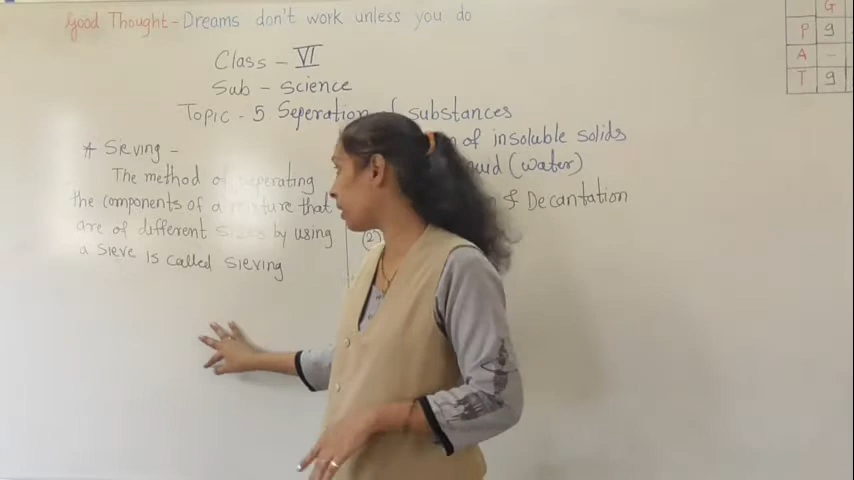 Good Thought - Dreams don't work unless you do
Class - VI
Sub - science
Topic - 5 Seperation of substances
* Sieving -
The method of seperating
the components of a mixture that
are of different sizes by using
a sieve is called sieving
of insoluble solids
(water)
& Decantation
(2)
G
P 9
A -
T 9